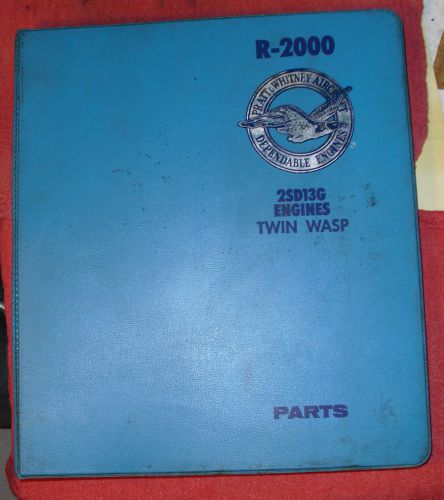 R-2000
PRATT & WHITNEY AIRCRAFT
DEPENDABLE ENGINES
2SD13G
ENGINES
TWIN WASP
PARTS